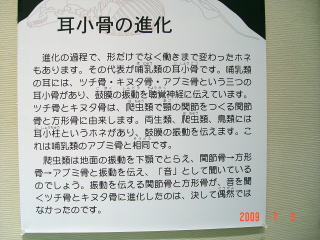 耳小骨の進化
進化の過程で、形だけでなく働きまで変わったホネ
もあります。その代表が哺乳類の耳小骨です。哺乳類
の耳には、ツチ骨・キヌタ骨・アブミ骨という三つの
耳小骨があり、鼓膜の振動を聴覚神経に伝えています。
ツチ骨とキヌタ骨は、爬虫類で顎の関節をつくる関節
骨と方形骨に由来します。両生類、爬虫類、鳥類には
耳小柱というホネがあり、鼓膜の振動を伝えます。こ
れは哺乳類のアブミ骨と相同です。
爬虫類は地面の振動を下顎でとらえ、関節骨→方形
骨→アブミ骨と振動を伝え、「音」として聞いている
のでしょう。振動を伝える関節骨と方形骨が、音を聞
くツチ骨とキヌタ骨に進化したのは、決して偶然では
なかったのです。
2009